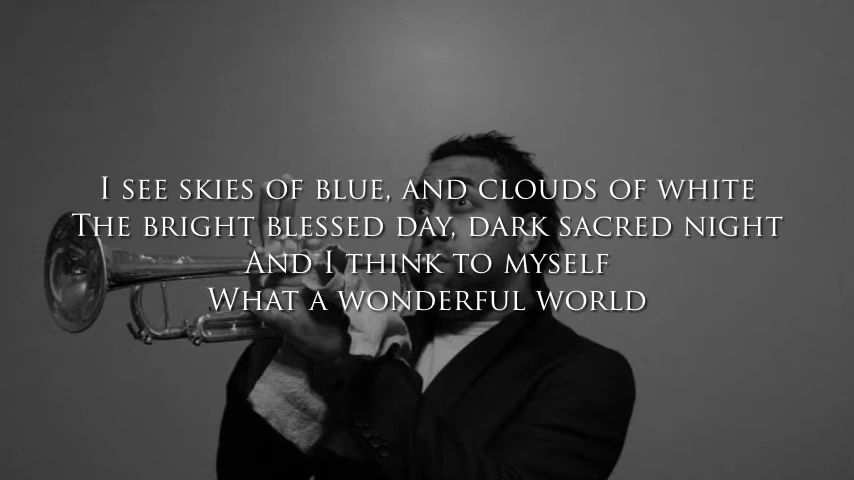 I see skies of blue, and clouds of white
The bright blessed day, dark sacred night
And I think to myself
What a wonderful world